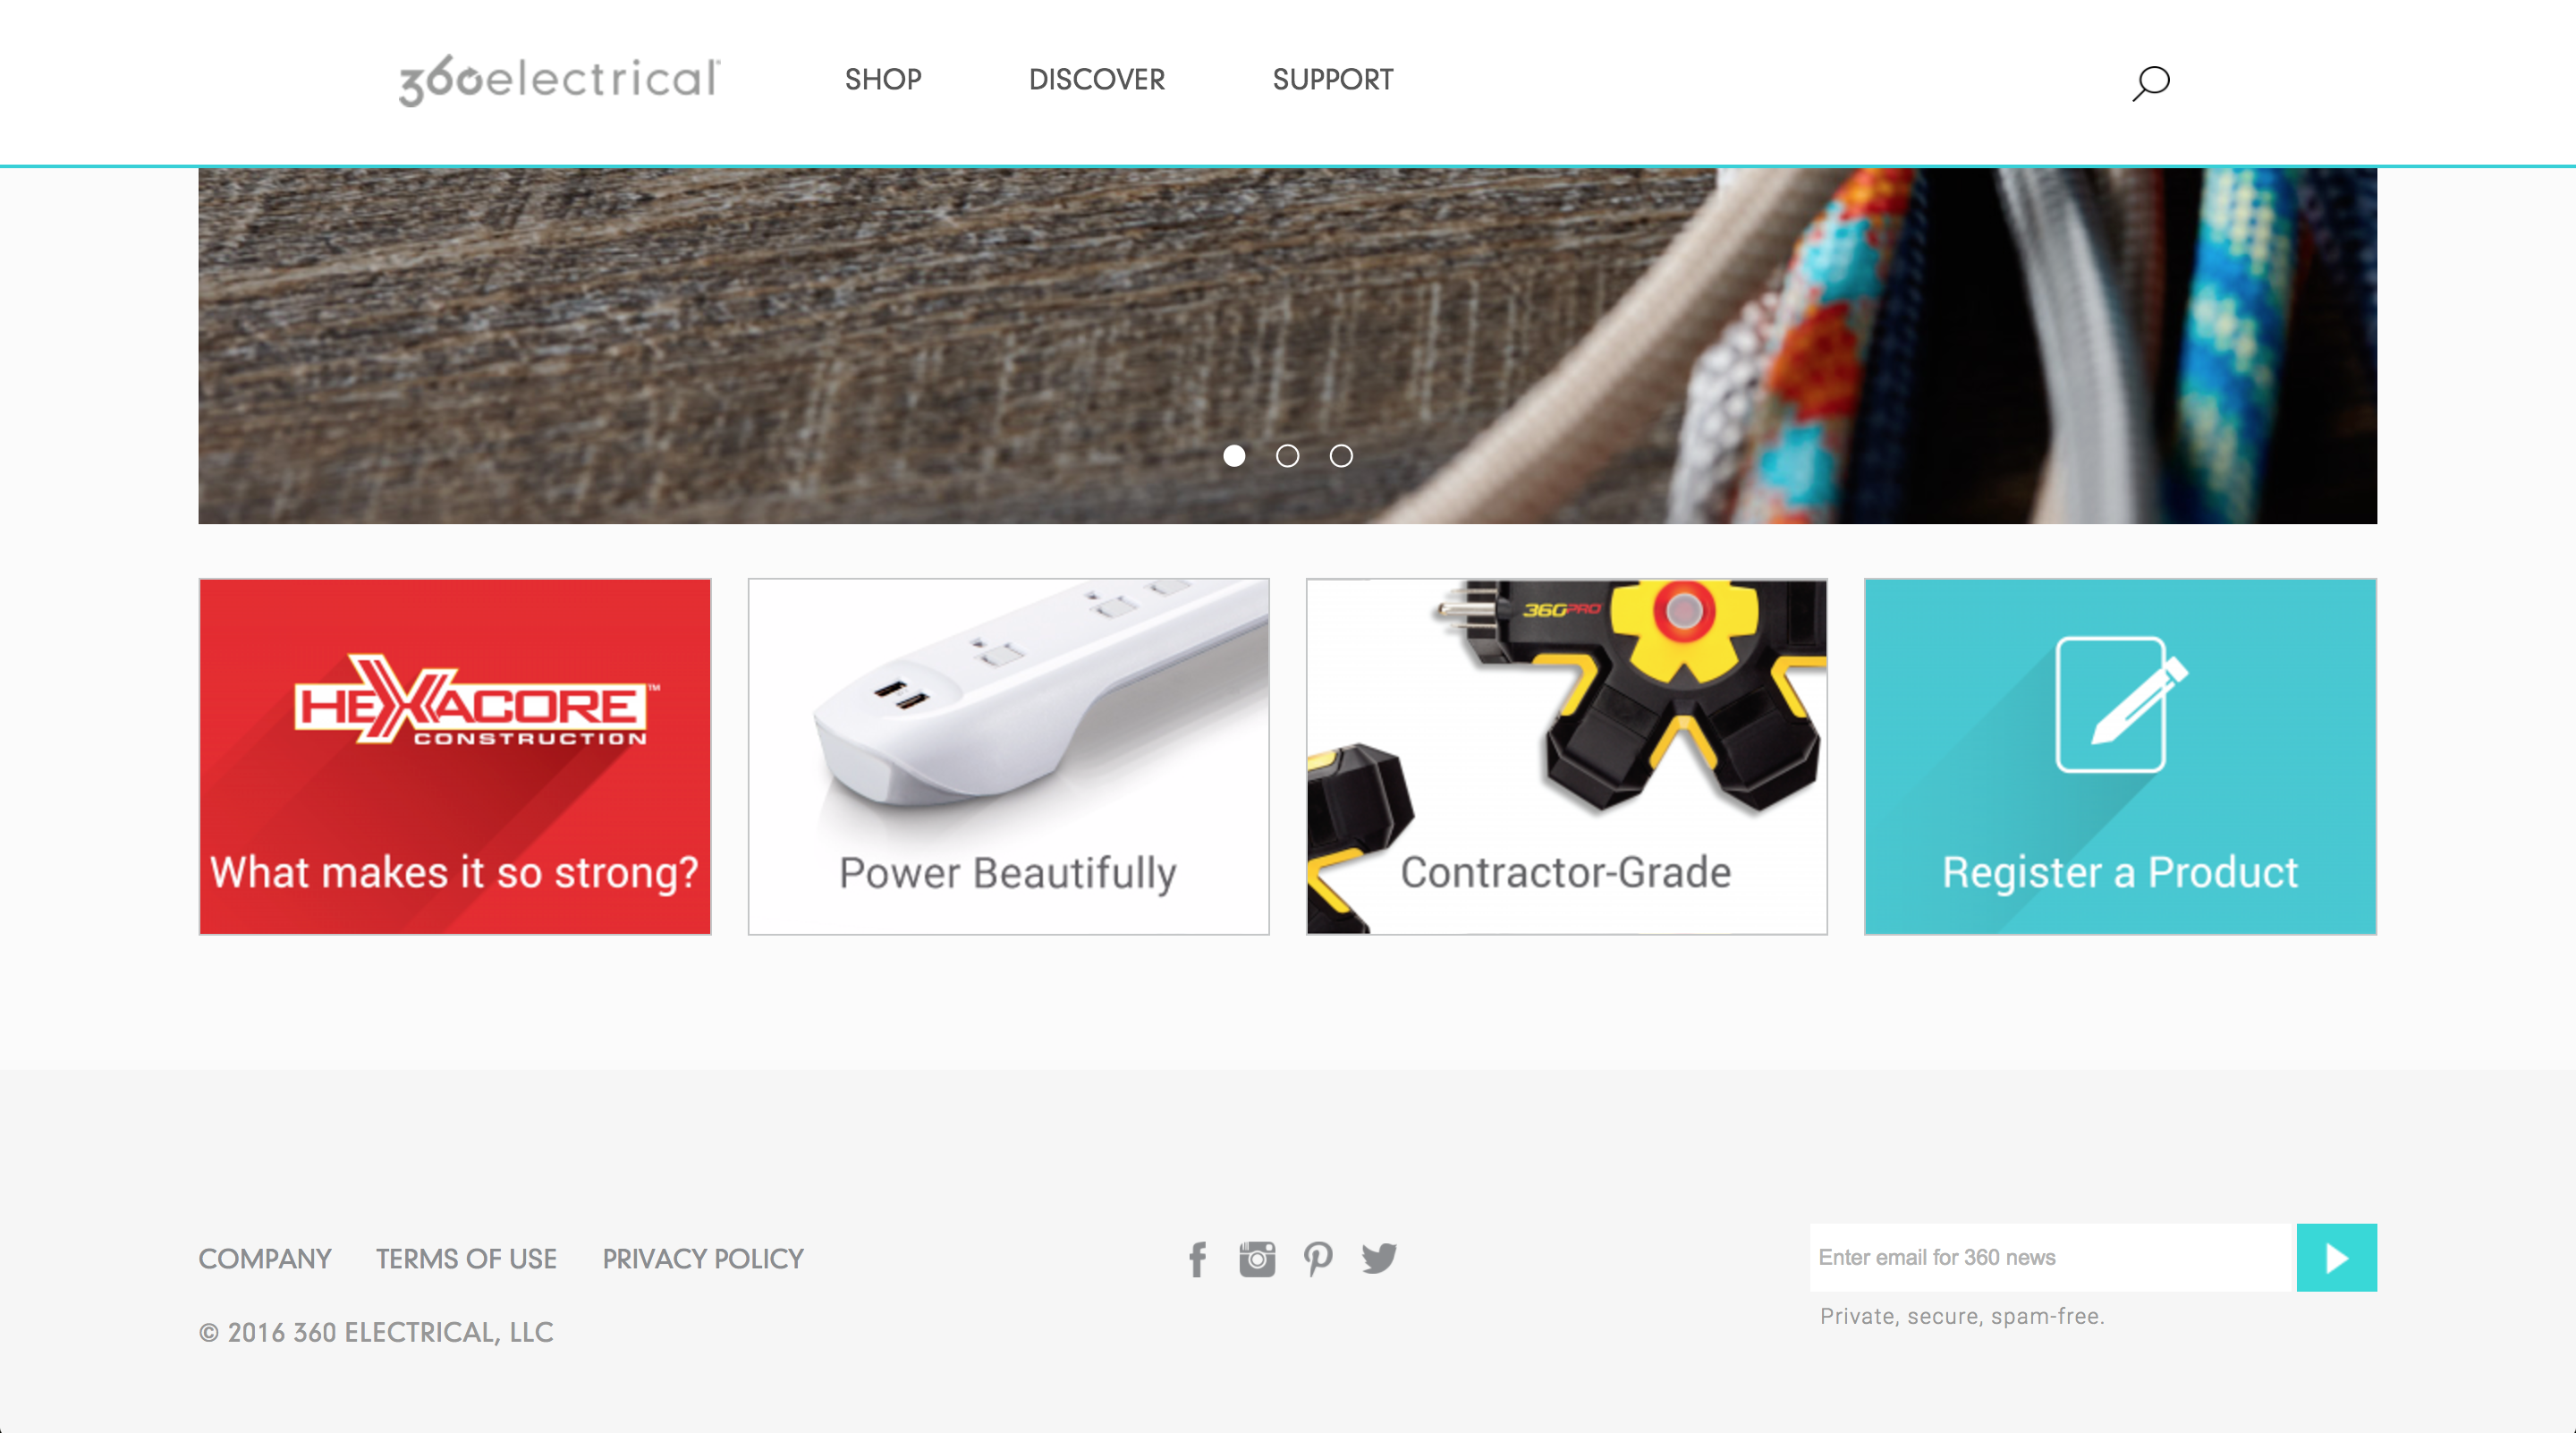 360electrical
SHOP
DISCOVER
SUPPORT
HEXACORE™
CONSTRUCTION
What makes it so strong?
Power Beautifully
360PRO
Contractor-Grade
Register a Product
COMPANY
TERMS OF USE
PRIVACY POLICY
© 2016 360 ELECTRICAL, LLC
Enter email for 360 news
Private, secure, spam-free.